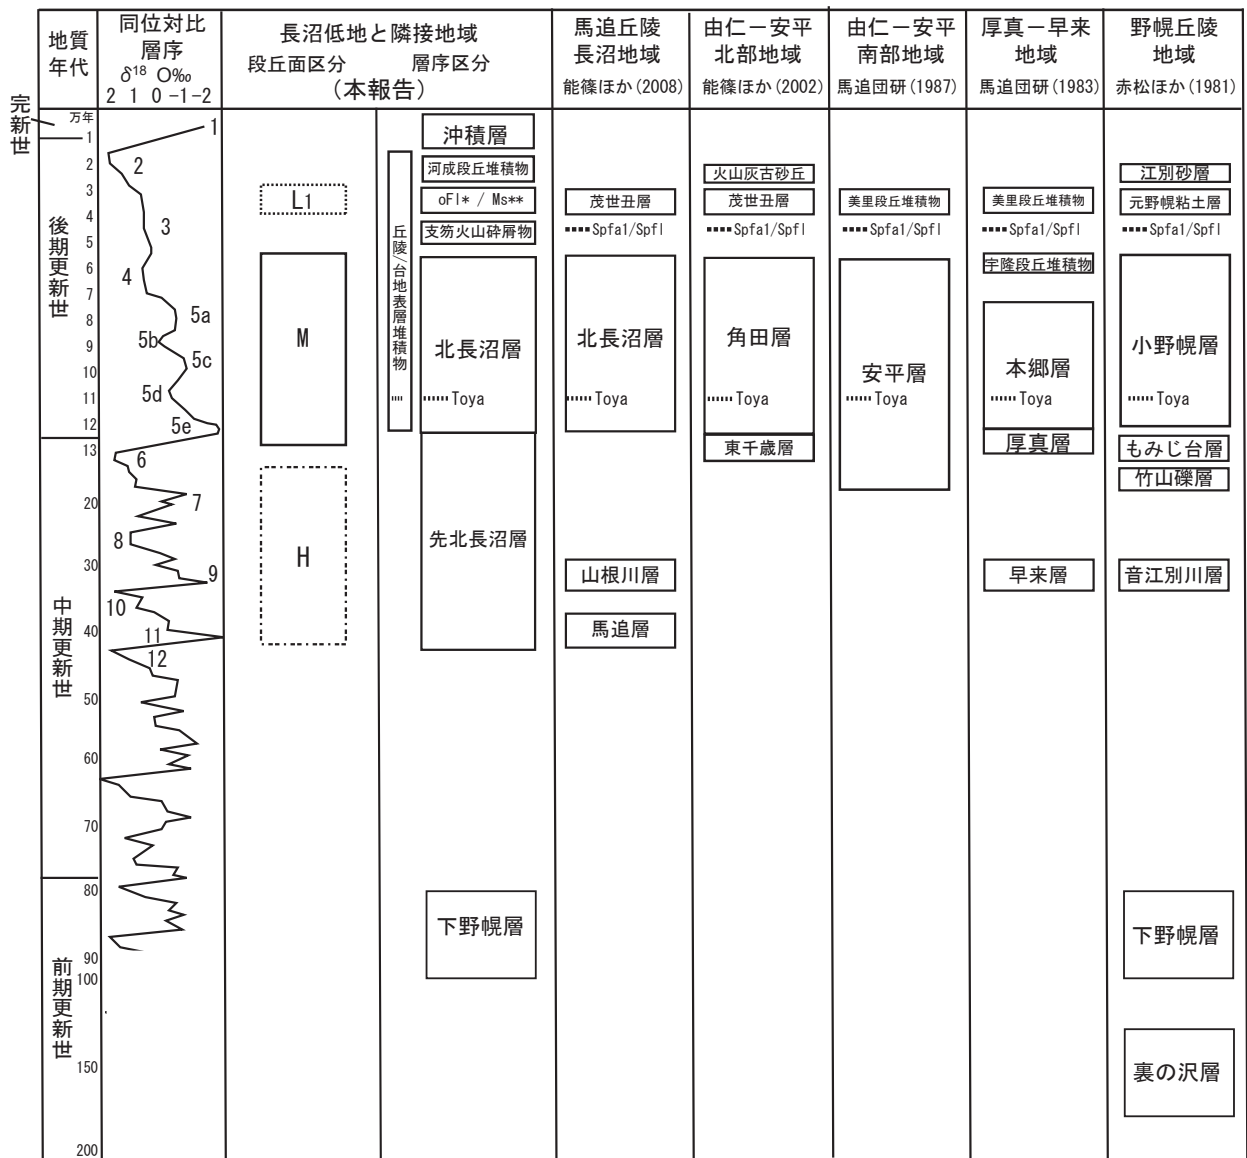 地質
年代
同位対比
層序
δ18 O‰
2 1 0 -1 -2
長沼低地と隣接地域
段丘面区分 層序区分
(本報告)
馬追丘陵
長沼地域
能篠ほか(2008)
由仁－安平
北部地域
能篠ほか(2002)
由仁－安平
南部地域
馬追団研(1987)
厚真－早来
地域
馬追団研(1983)
野幌丘陵
地域
赤松ほか(1981)
完新世
後期更新世
中期更新世
前期更新世
万年
1
2
3
4
5
6
7
8
9
10
11
12
13
20
30
40
50
60
70
80
90
100
150
200
1
2
3
4
5a
5b
5c
5d
5e
6
7
8
9
10
11
12
L1
M
H
丘陵/台地表層堆積物
沖積層
河成段丘堆積物
oFl* / Ms**
支笏火山砕屑物
北長沼層
Toya
先北長沼層
下野幌層
茂世丑層
Spfa1/Spfl
北長沼層
Toya
山根川層
馬追層
火山灰古砂丘
茂世丑層
Spfa1/Spfl
角田層
Toya
東千歳層
美里段丘堆積物
Spfa1/Spfl
安平層
Toya
美里段丘堆積物
Spfa1/Spfl
宇隆段丘堆積物
本郷層
Toya
厚真層
早来層
江別砂層
元野幌粘土層
Spfa1/Spfl
小野幌層
Toya
もみじ台層
竹山礫層
音江別川層
下野幌層
裏の沢層